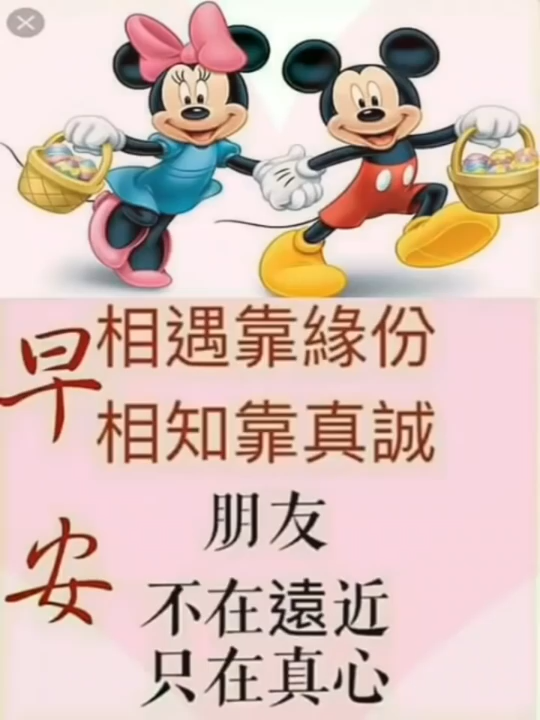 早安
相遇靠緣份
相知靠真誠
朋友
不在遠近
只在真心